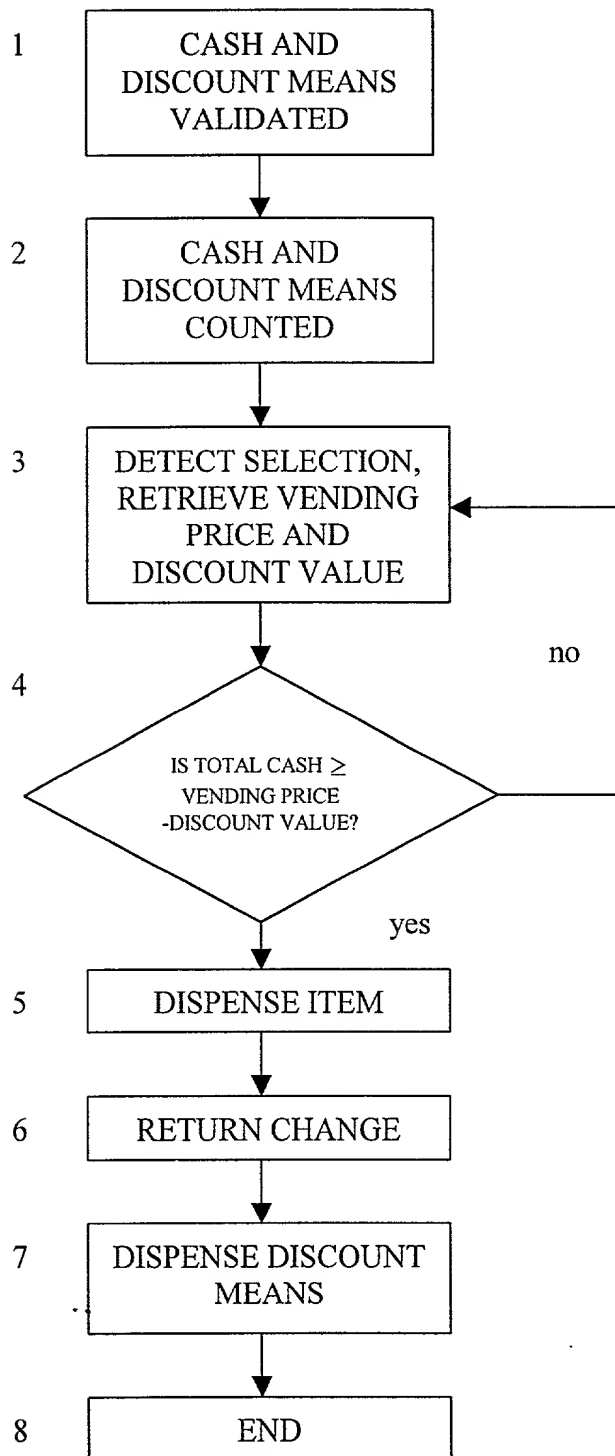 1
CASH AND
DISCOUNT MEANS
VALIDATED
2
CASH AND
DISCOUNT MEANS
COUNTED
3
DETECT SELECTION,
RETRIEVE VENDING
PRICE AND
DISCOUNT VALUE
no
4
IS TOTAL CASH ≥
VENDING PRICE
-DISCOUNT VALUE?
yes
5
DISPENSE ITEM
6
RETURN CHANGE
7
DISPENSE DISCOUNT
MEANS
8
END